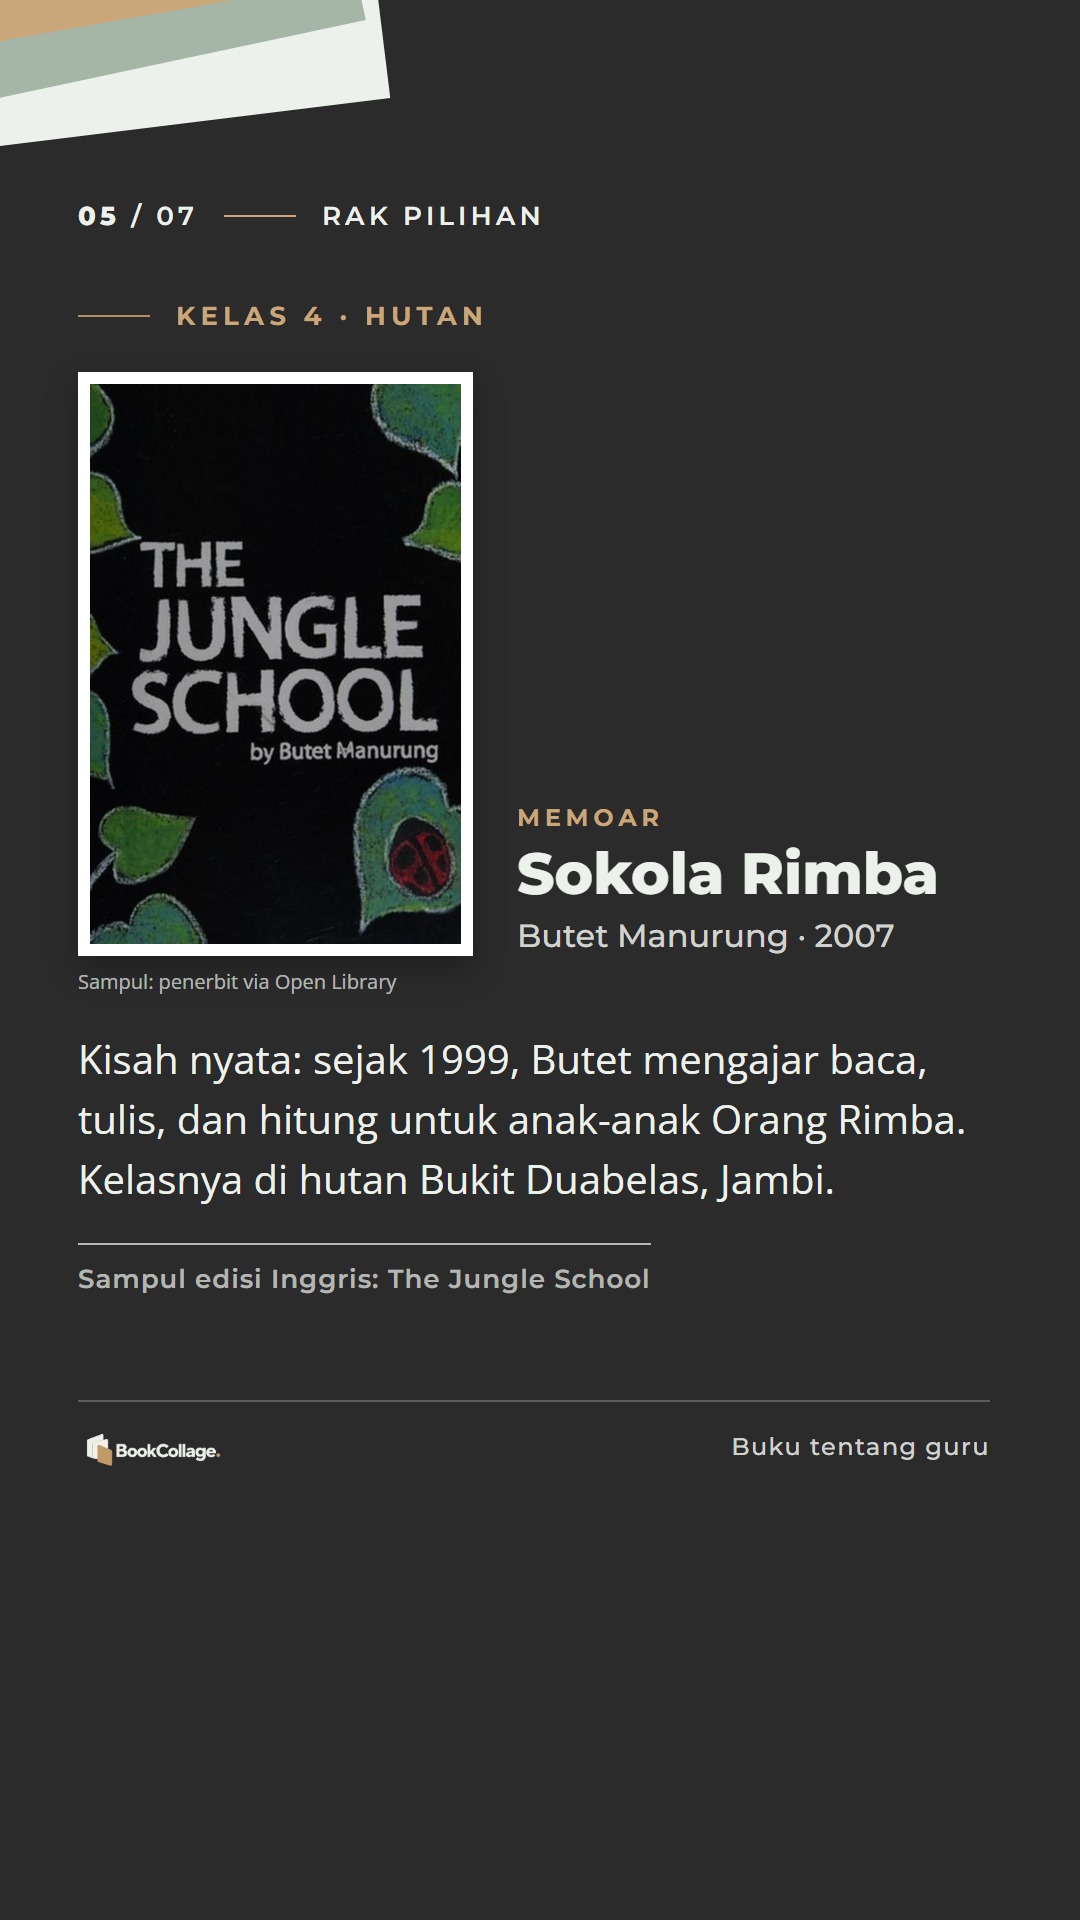 05 / 07 RAK PILIHAN
KELAS 4 · HUTAN
THE
JUNGLE
SCHOOL
by Butet Manurung
MEMOAR
Sokola Rimba
Butet Manurung · 2007
Sampul: penerbit via Open Library
Kisah nyata: sejak 1999, Butet mengajar baca,
tulis, dan hitung untuk anak-anak Orang Rimba.
Kelasnya di hutan Bukit Duabelas, Jambi.
Sampul edisi Inggris: The Jungle School
BookCollage.
Buku tentang guru